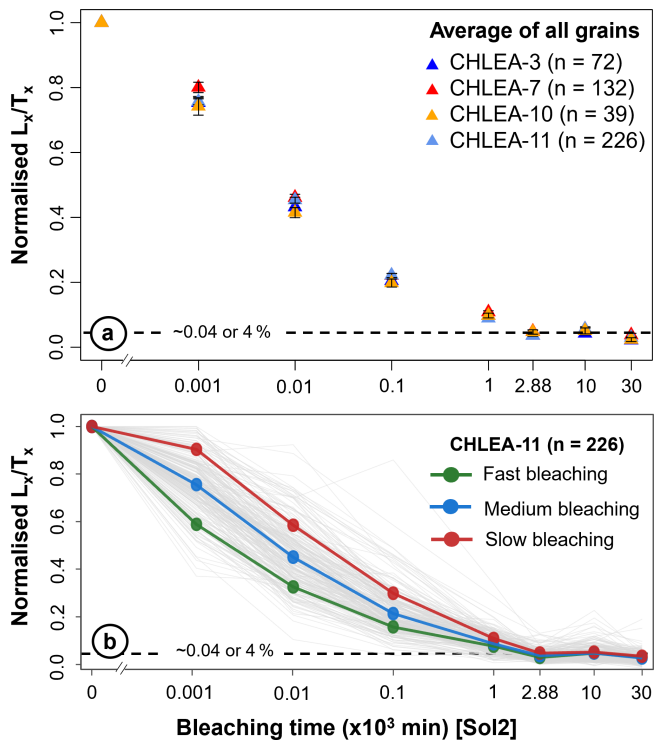 Normalised Lx/Tx
1.0
0.8
0.6
0.4
0.2
0.0
Average of all grains
CHLEA-3 (n = 72)
CHLEA-7 (n = 132)
CHLEA-10 (n = 39)
CHLEA-11 (n = 226)
a
~0.04 or 4 %
0 0.001 0.01 0.1 1 2.88 10 30
Normalised Lx/Tx
1.0
0.8
0.6
0.4
0.2
0.0
CHLEA-11 (n = 226)
Fast bleaching
Medium bleaching
Slow bleaching
b
~0.04 or 4 %
0 0.001 0.01 0.1 1 2.88 10 30
Bleaching time (x10³ min) [Sol2]